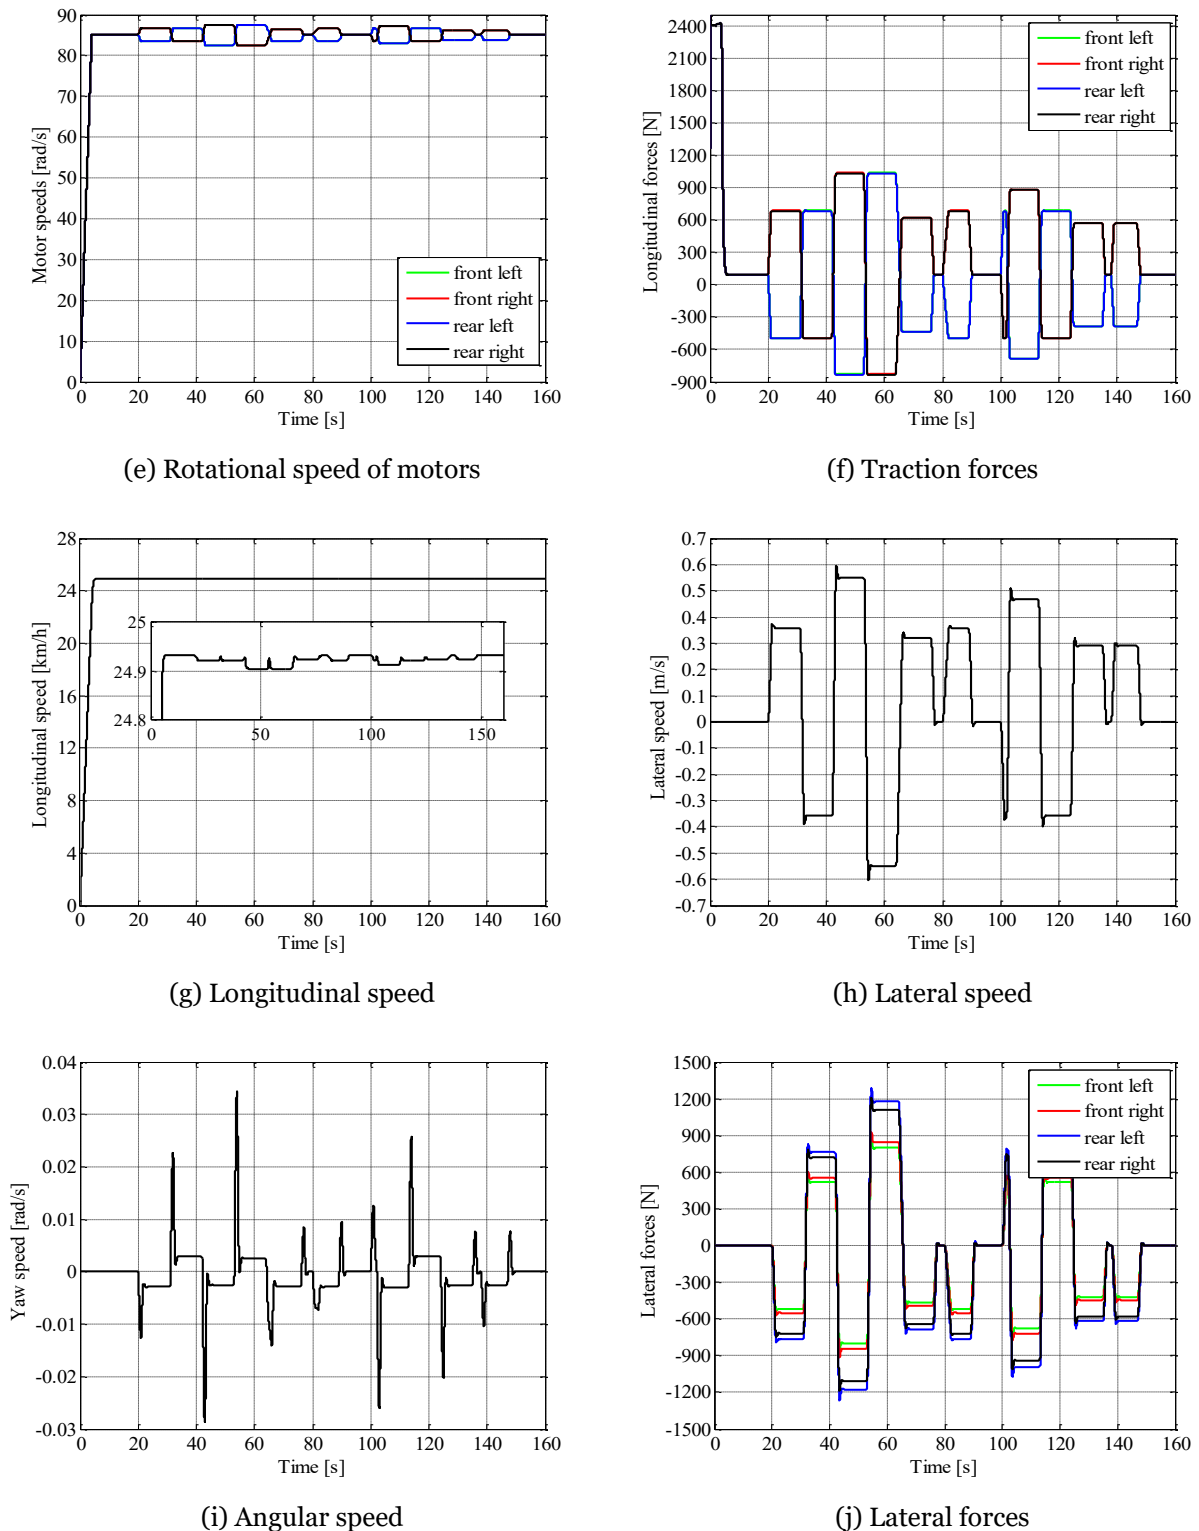 90
80
70
60
50
40
30
20
10
0
Motor speeds [rad/s]
front left
front right
rear left
rear right
0 20 40 60 80 100 120 140 160
Time [s]
(e) Rotational speed of motors
2400
2100
1800
1500
1200
900
600
300
0
-300
-600
-900
Longitudinal forces [N]
front left
front right
rear left
rear right
0 20 40 60 80 100 120 140 160
Time [s]
(f) Traction forces
28
24
20
16
12
8
4
0
Longitudinal speed [km/h]
25
24.9
24.8
0 50 100 150
0 20 40 60 80 100 120 140 160
Time [s]
(g) Longitudinal speed
0.7
0.6
0.5
0.4
0.3
0.2
0.1
0
-0.1
-0.2
-0.3
-0.4
-0.5
-0.6
-0.7
Lateral speed [m/s]
0 20 40 60 80 100 120 140 160
Time [s]
(h) Lateral speed
0.04
0.03
0.02
0.01
0
-0.01
-0.02
-0.03
Yaw speed [rad/s]
0 20 40 60 80 100 120 140 160
Time [s]
(i) Angular speed
1500
1200
900
600
300
0
-300
-600
-900
-1200
-1500
Lateral forces [N]
front left
front right
rear left
rear right
0 20 40 60 80 100 120 140 160
Time [s]
(j) Lateral forces